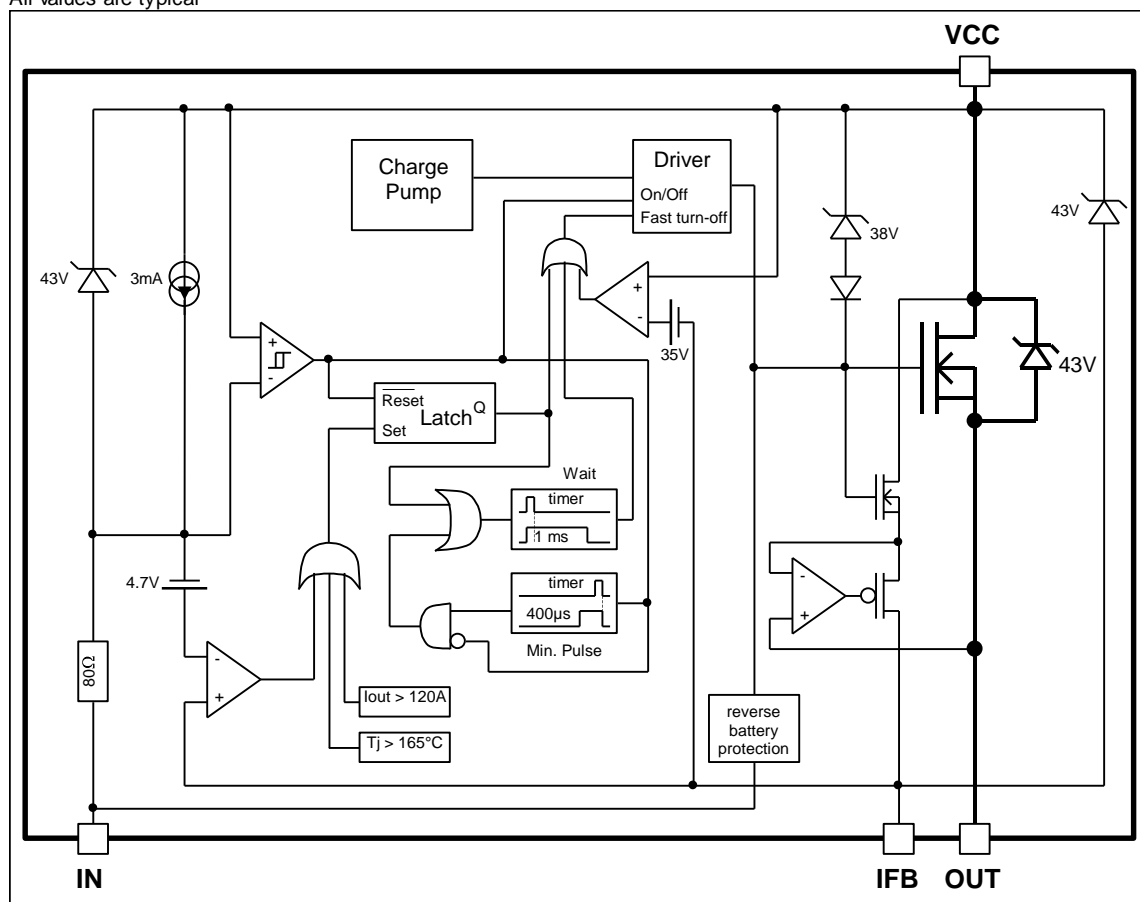 All values are typical
VCC
Charge
Pump
Driver
On/Off
Fast turn-off
43V
3mA
38V
43V
+
-
35V
+
-
43V
Reset
Latch
Q
Set
Wait
timer
1 ms
4.7V
timer
400µs
Min. Pulse
-
+
80Ω
-
+
Iout > 120A
Tj > 165°C
reverse
battery
protection
IN
IFB
OUT